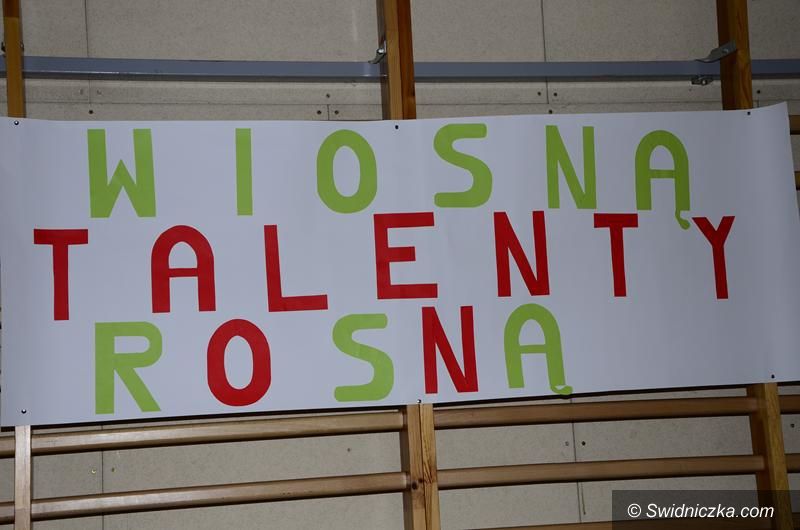 WIOSNĄ
TALENTY
ROSNĄ
© Swidniczka.com